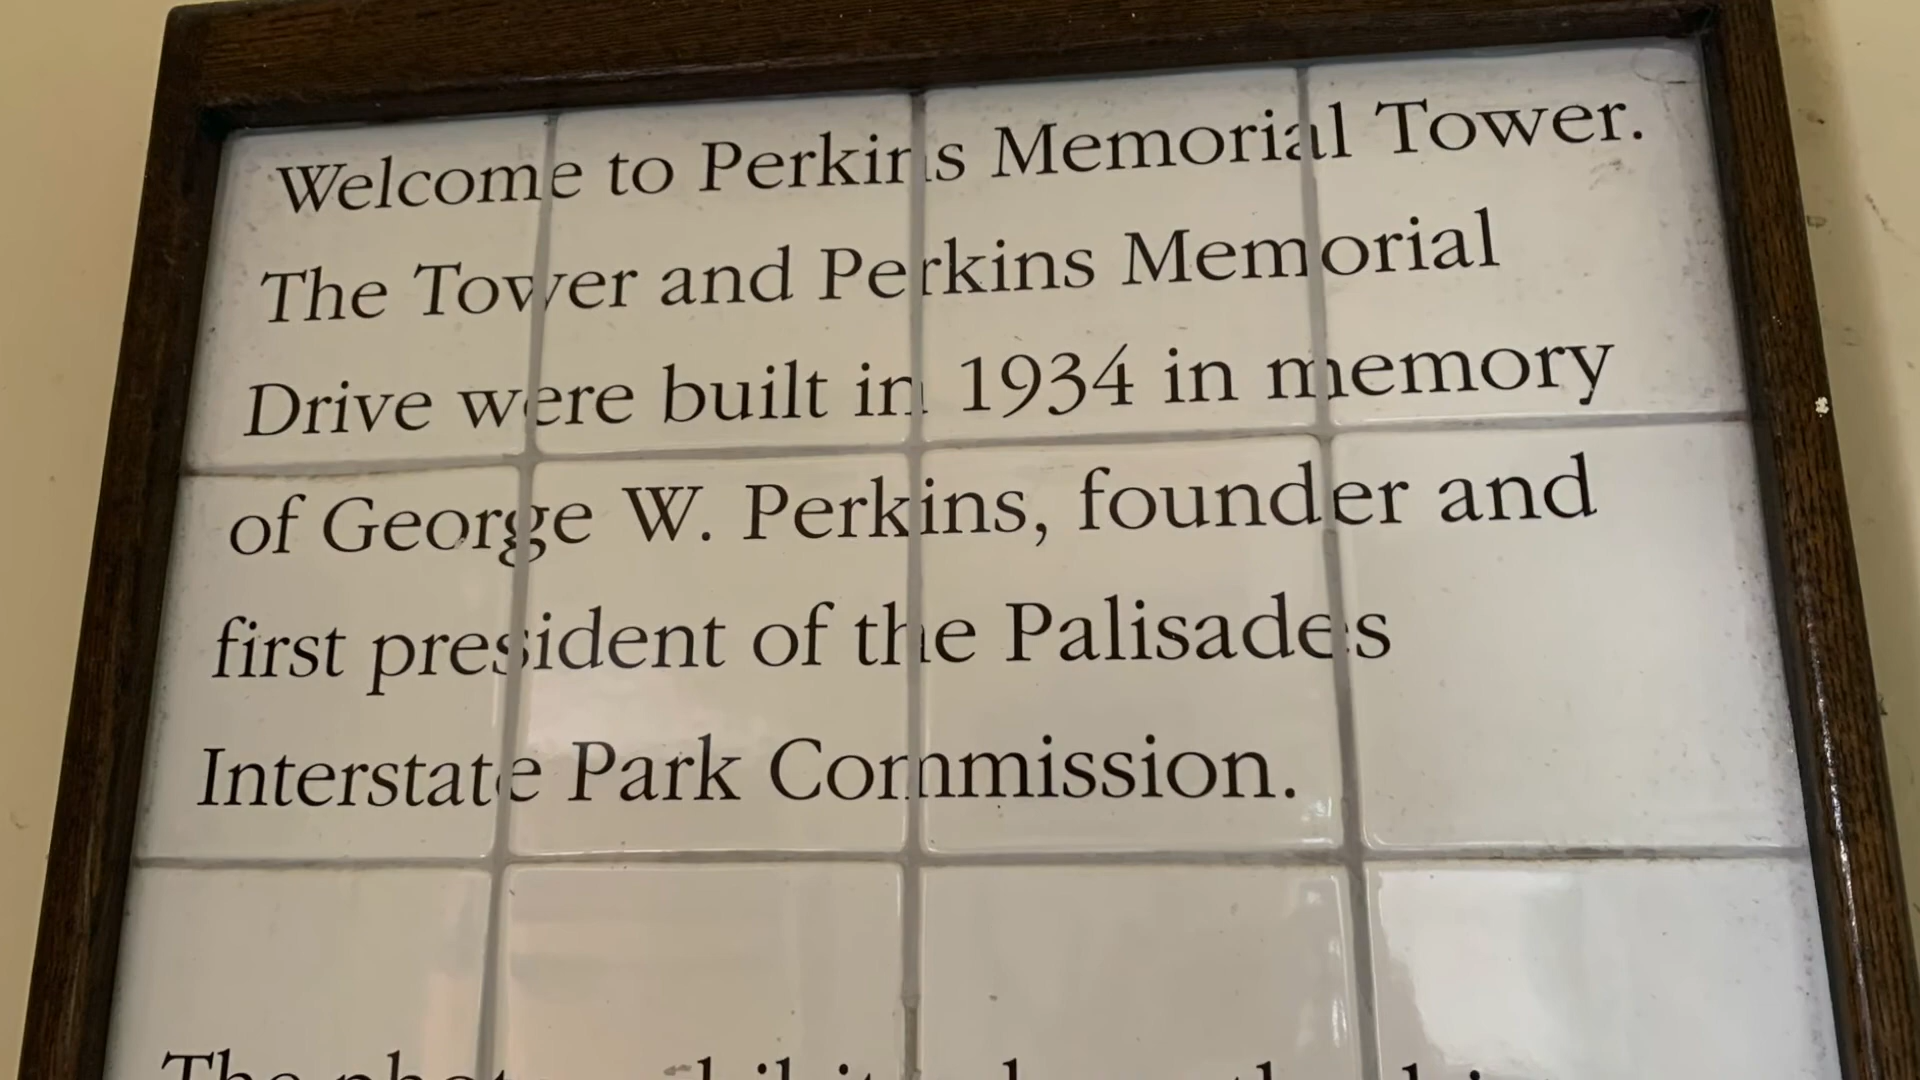 Welcome to Perkins Memorial Tower.
The Tower and Perkins Memorial
Drive were built in 1934 in memory
of George W. Perkins, founder and
first president of the Palisades
Interstate Park Commission.
The